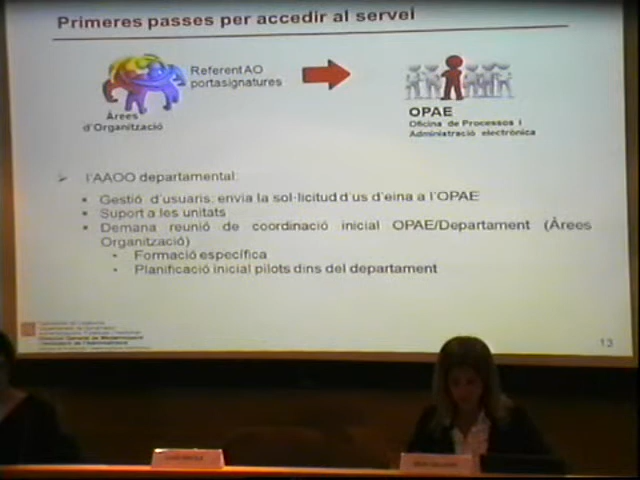 Primeres passes per accedir al servei
Referent AO
portasignatures
Àrees
d'Organització
OPAE
Oficina de Processos i
Administració electrònica
l'AAOO departamental:
Gestió d'usuaris: envia la sol·licitud d'us d'eina a l'OPAE
Suport a les unitats
Demana reunió de coordinació inicial OPAE/Departament (Àrees
Organització)
Formació específica
Planificació inicial pilots dins del departament
13